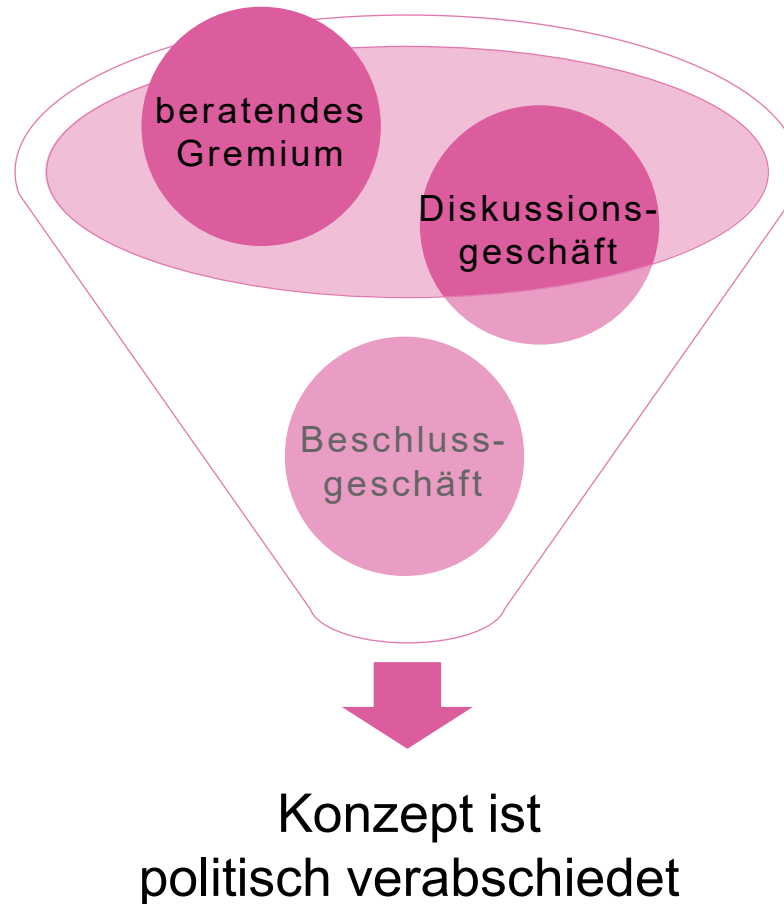 beratendes
Gremium
Diskussions-
geschäft
Beschluss-
geschäft
Konzept ist
politisch verabschiedet